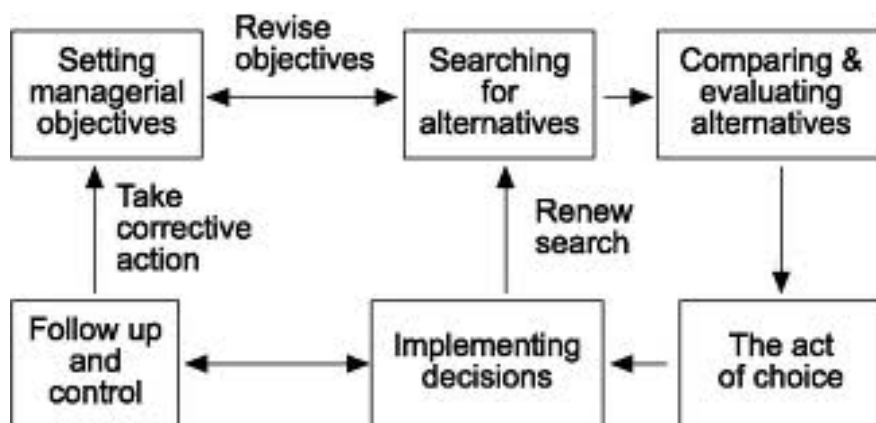 Setting
managerial
objectives
Revise
objectives
Searching
for
alternatives
Comparing &
evaluating
alternatives
Take
corrective
action
Renew
search
Follow up
and
control
Implementing
decisions
The act
of choice